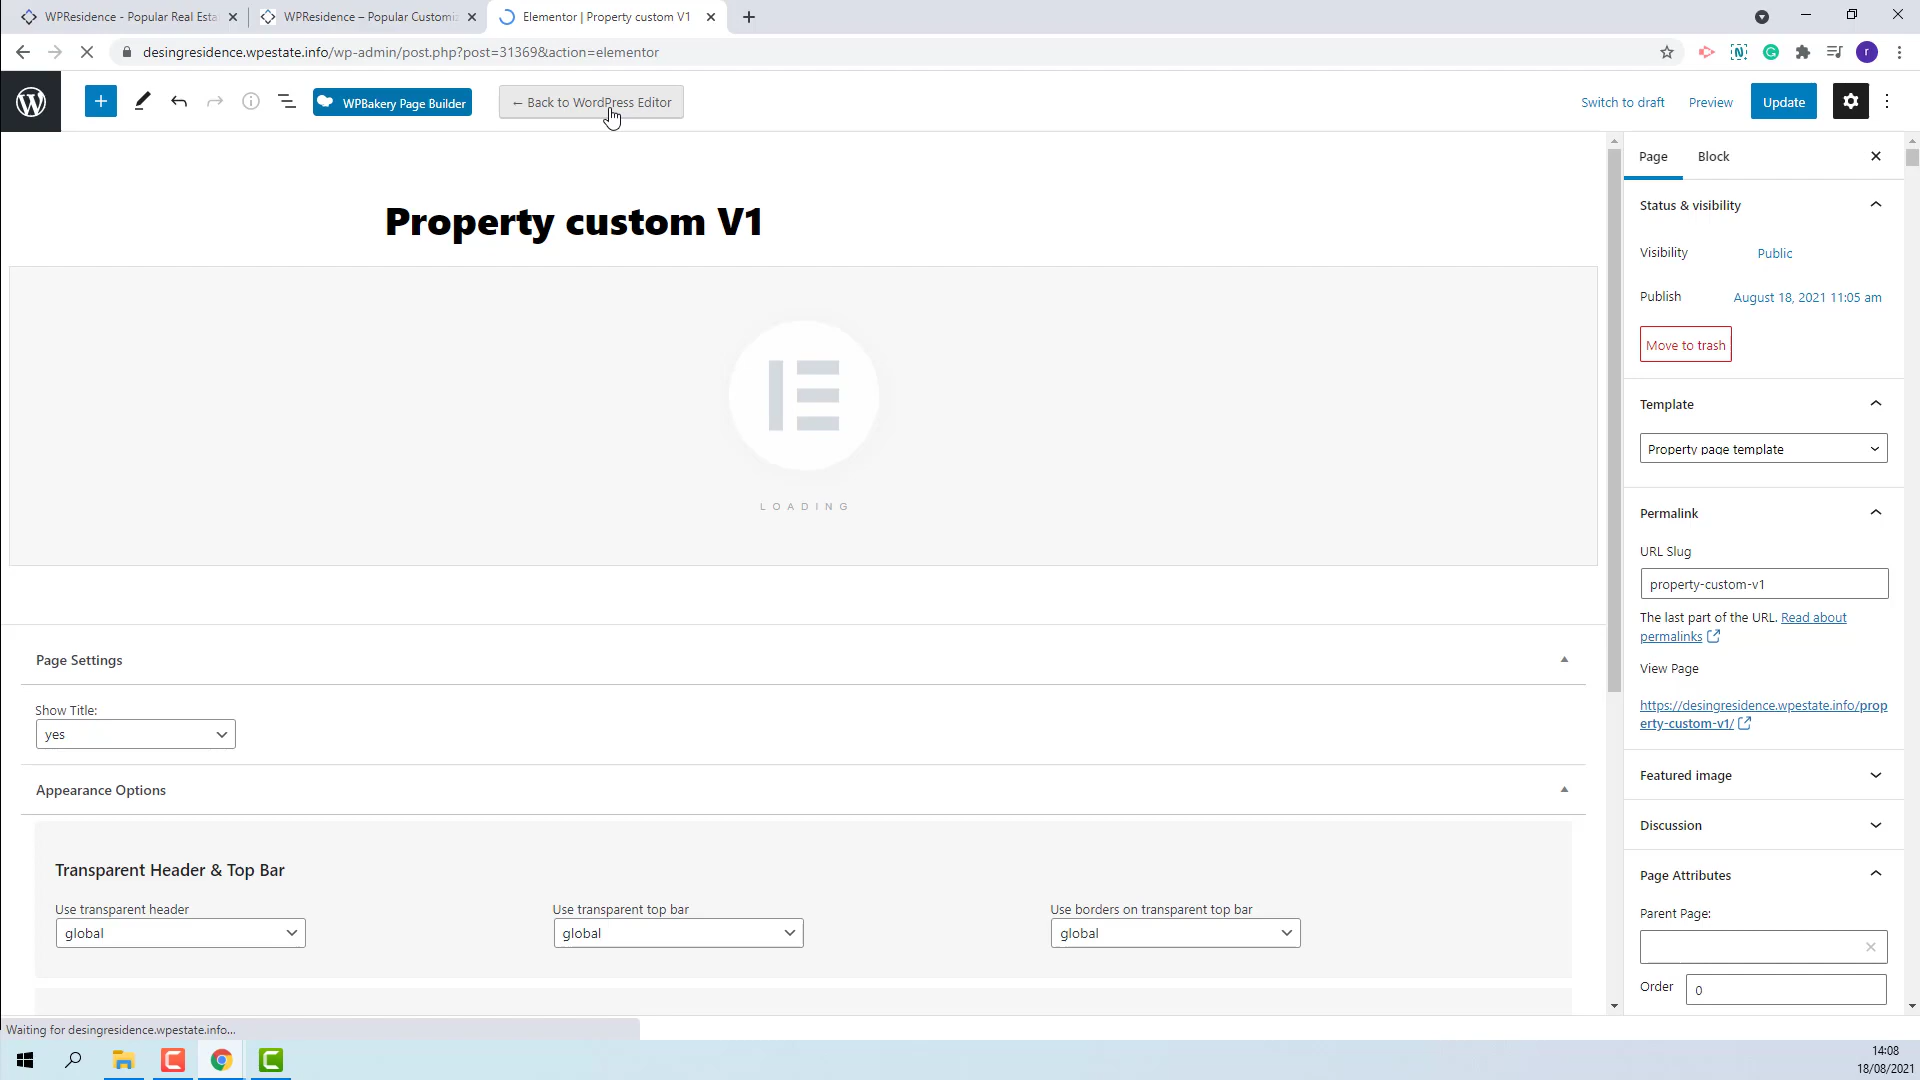 WPResidence - Popular Real Esta
WPResidence – Popular Customiz
Elementor | Property custom V1
desingresidence.wpestate.info/wp-admin/post.php?post=31369&action=elementor
r
WPBakery Page Builder
← Back to WordPress Editor
Switch to draft
Preview
Update
Property custom V1
LOADING
Page Settings
Show Title:
yes
Appearance Options
Transparent Header & Top Bar
Use transparent header
Use transparent top bar
Use borders on transparent top bar
global
global
global
Page
Block
Status & visibility
Visibility
Public
Publish
August 18, 2021 11:05 am
Move to trash
Template
Property page template
Permalink
URL Slug
property-custom-v1
The last part of the URL. Read about
permalinks
View Page
https://desingresidence.wpestate.info/prop
erty-custom-v1/
Featured image
Discussion
Page Attributes
Parent Page:
Order
0
Waiting for desingresidence.wpestate.info...
14:08
18/08/2021